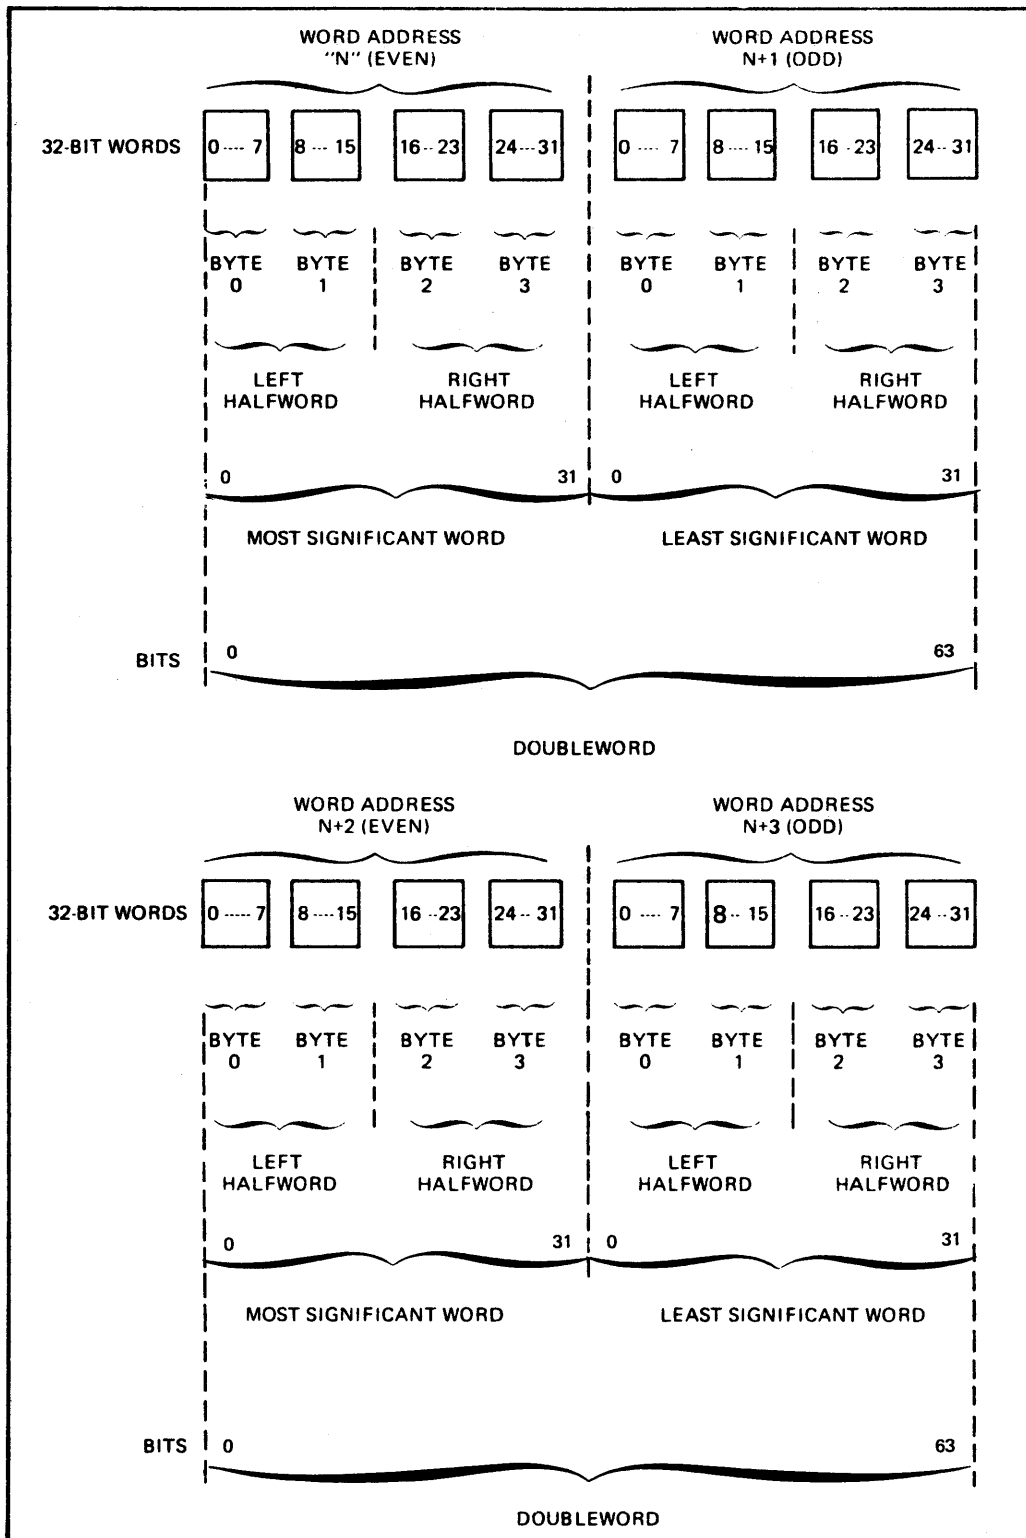 WORD ADDRESS WORD ADDRESS
"N" (EVEN) N+1 (ODD)
32-BIT WORDS 0 ---- 7 8 --- 15 16 -- 23 24 --- 31 0 ---- 7 8 ---- 15 16 - 23 24 -- 31
BYTE BYTE BYTE BYTE BYTE BYTE BYTE BYTE
0 1 2 3 0 1 2 3
LEFT RIGHT LEFT RIGHT
HALFWORD HALFWORD HALFWORD HALFWORD
0 31 0 31
MOST SIGNIFICANT WORD LEAST SIGNIFICANT WORD
BITS 0 63
DOUBLEWORD
WORD ADDRESS WORD ADDRESS
N+2 (EVEN) N+3 (ODD)
32-BIT WORDS 0 ----- 7 8 ---- 15 16 -- 23 24 -- 31 0 ---- 7 8 -- 15 16 -- 23 24 -- 31
BYTE BYTE BYTE BYTE BYTE BYTE BYTE BYTE
0 1 2 3 0 1 2 3
LEFT RIGHT LEFT RIGHT
HALFWORD HALFWORD HALFWORD HALFWORD
0 31 0 31
MOST SIGNIFICANT WORD LEAST SIGNIFICANT WORD
BITS 0 63
DOUBLEWORD